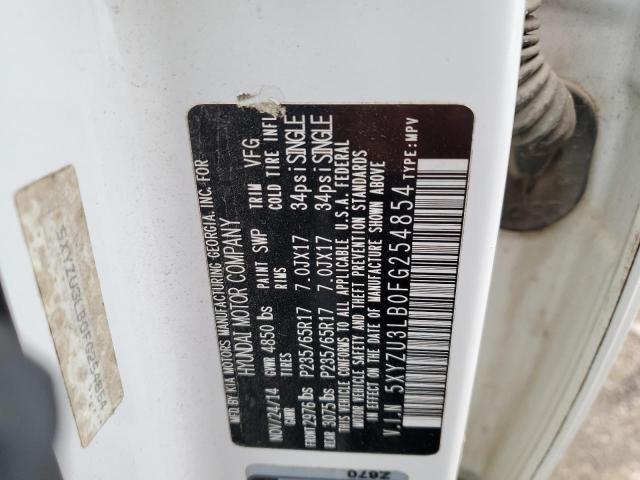 MFD.BY KIA MOTORS MANUFACTURING GEORGIA, INC. FOR
HYUNDAI MOTOR COMPANY
NOV/24/14 GVWR 4850 lbs PAINT SWP TRIM VFG
GAWR TIRES RIMS COLD TIRE INFL
FRONT 2976 lbs P235/65R17 7.0JX17 34psi SINGLE
REAR 3075 lbs P235/65R17 7.0JX17 34psi SINGLE
THIS VEHICLE CONFORMS TO ALL APPLICABLE U.S.A. FEDERAL
MOTOR VEHICLE SAFETY AND THEFT PREVENTION STANDARDS
IN EFFECT ON THE DATE OF MANUFACTURE SHOWN ABOVE
V.I.N 5XYZU3LB0FG254854 TYPE:MPV
Z670